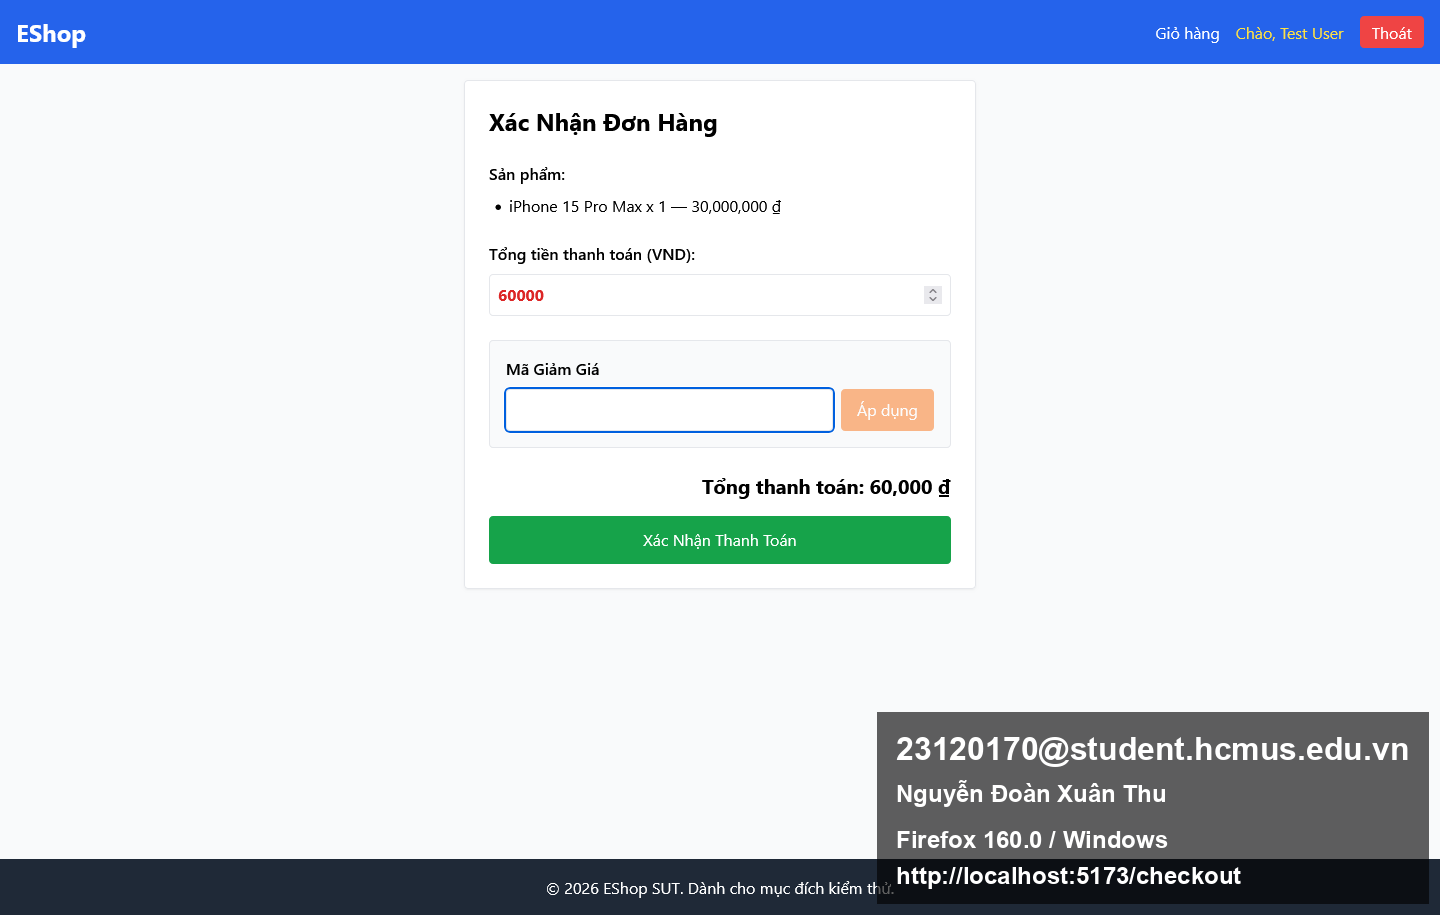 EShop
Giỏ hàng
Chào, Test User
Thoát
Xác Nhận Đơn Hàng
Sản phẩm:
iPhone 15 Pro Max x 1 — 30,000,000 ₫
Tổng tiền thanh toán (VND):
60000
Mã Giảm Giá
Áp dụng
Tổng thanh toán: 60,000 ₫
Xác Nhận Thanh Toán
23120170@student.hcmus.edu.vn
Nguyễn Đoàn Xuân Thu
Firefox 160.0 / Windows
http://localhost:5173/checkout
© 2026 EShop SUT. Dành cho mục đích kiểm thử.